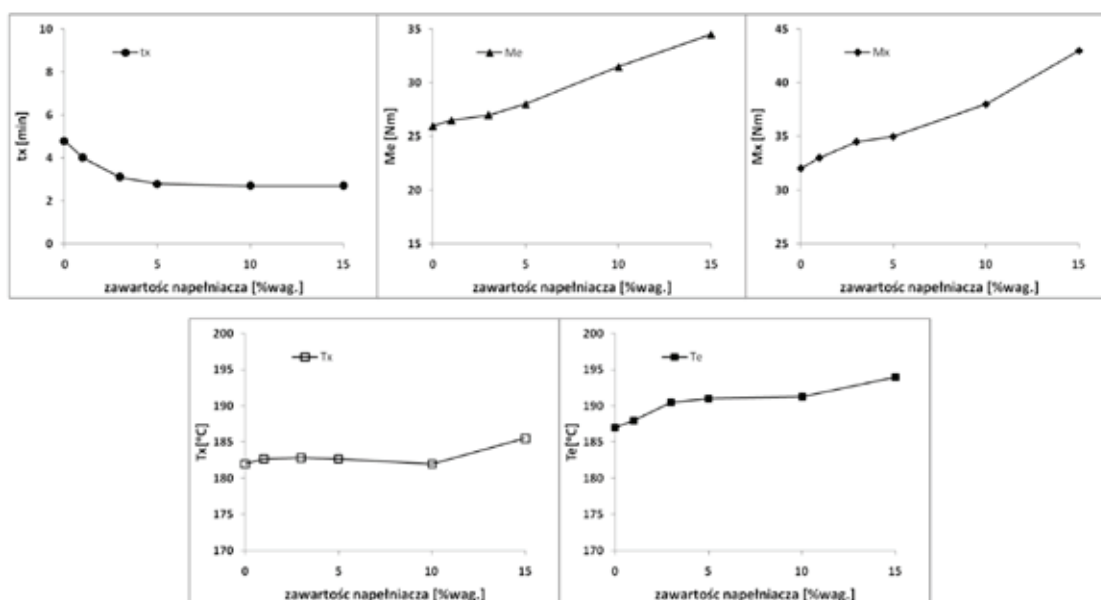 10
8
6
4
2
0
tx [min]
tx
0 5 10 15
zawartośc napełniacza [%wag.]
35
30
25
20
15
Me [Nm]
Me
0 5 10 15
zawartośc napełniacza [%wag.]
45
40
35
30
25
Mx [Nm]
Mx
0 5 10 15
zawartośc napełniacza [%wag.]
200
195
190
185
180
175
170
Tx[°C]
Tx
0 5 10 15
zawartośc napełniacza [%wag.]
200
195
190
185
180
175
170
Te[°C]
Te
0 5 10 15
zawartośc napełniacza [%wag.]